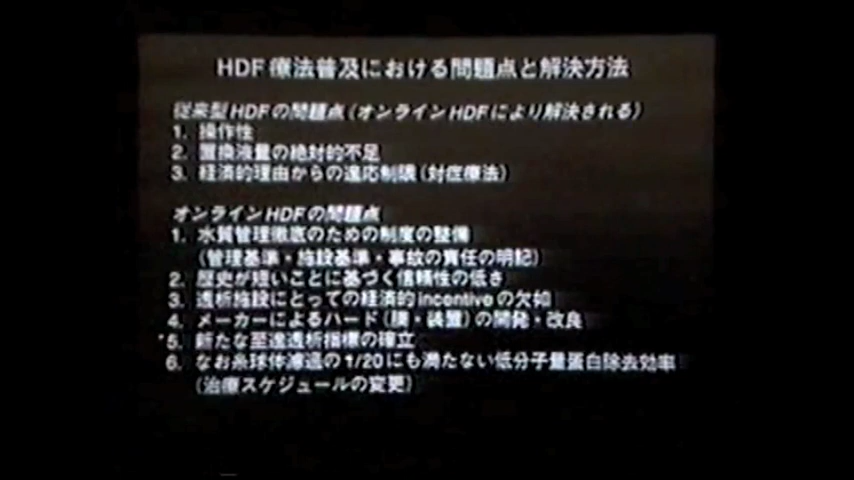 HDF療法普及における問題点と解決方法
従来型HDFの問題点(オンラインHDFにより解決される)
1. 操作性
2. 置換液量の絶対的不足
3. 経済的理由からの適応制限(対症療法)
オンラインHDFの問題点
1. 水質管理徹底のための制度の整備
(管理基準・施設基準・事故の責任の明記)
2. 歴史が短いことに基づく信頼性の低さ
3. 透析施設にとっての経済的incentiveの欠如
4. メーカーによるハード(膜・装置)の開発・改良
*5. 新たな至適透析指標の確立
6. なお糸球体濾過の1/20にも満たない低分子量蛋白除去効率
(治療スケジュールの変更)